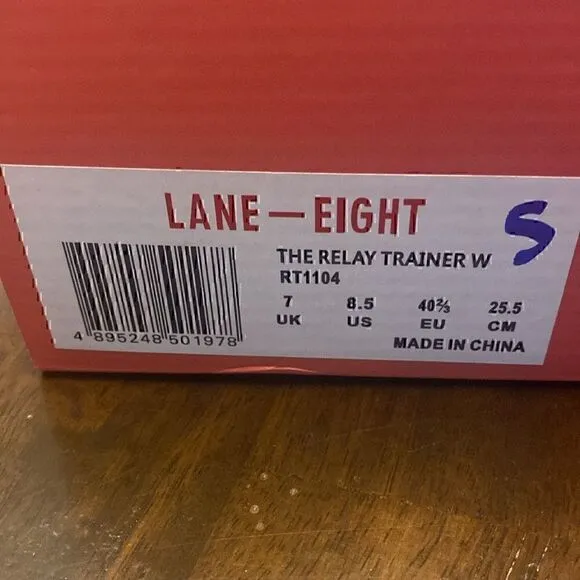 LANE — EIGHT
S
THE RELAY TRAINER W
RT1104
7 8.5 40⅔ 25.5
UK US EU CM
MADE IN CHINA
4 895248 501978